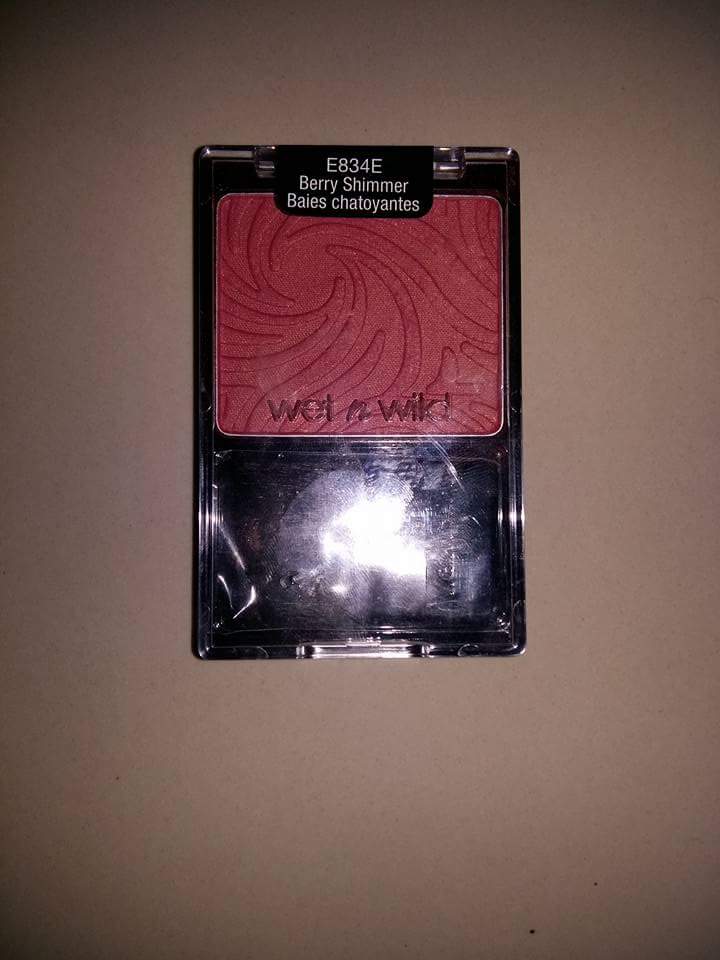 E834E
Berry Shimmer
Baies chatoyantes
wet n wild